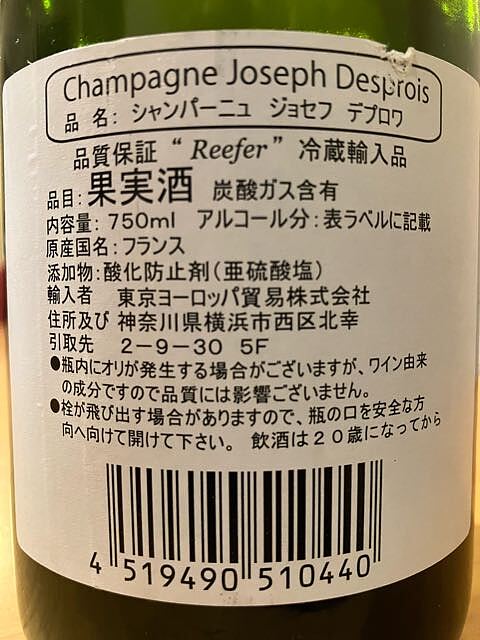 Champagne Joseph Desprois
品 名: シャンパーニュ ジョセフ デプロワ
品質保証 “ Reefer ” 冷蔵輸入品
品目: 果実酒 炭酸ガス含有
内容量: 750ml アルコール分:表ラベルに記載
原産国名:フランス
添加物:酸化防止剤(亜硫酸塩)
輸入者 東京ヨーロッパ貿易株式会社
住所及び 神奈川県横浜市西区北幸
引取先 2-9-30 5F
●瓶内にオリが発生する場合がございますが、ワイン由来
の成分ですので品質には影響ございません。
●栓が飛び出す場合がありますので、瓶の口を安全な方
向へ向けて開けて下さい。 飲酒は20歳になってから
4 519490 510440